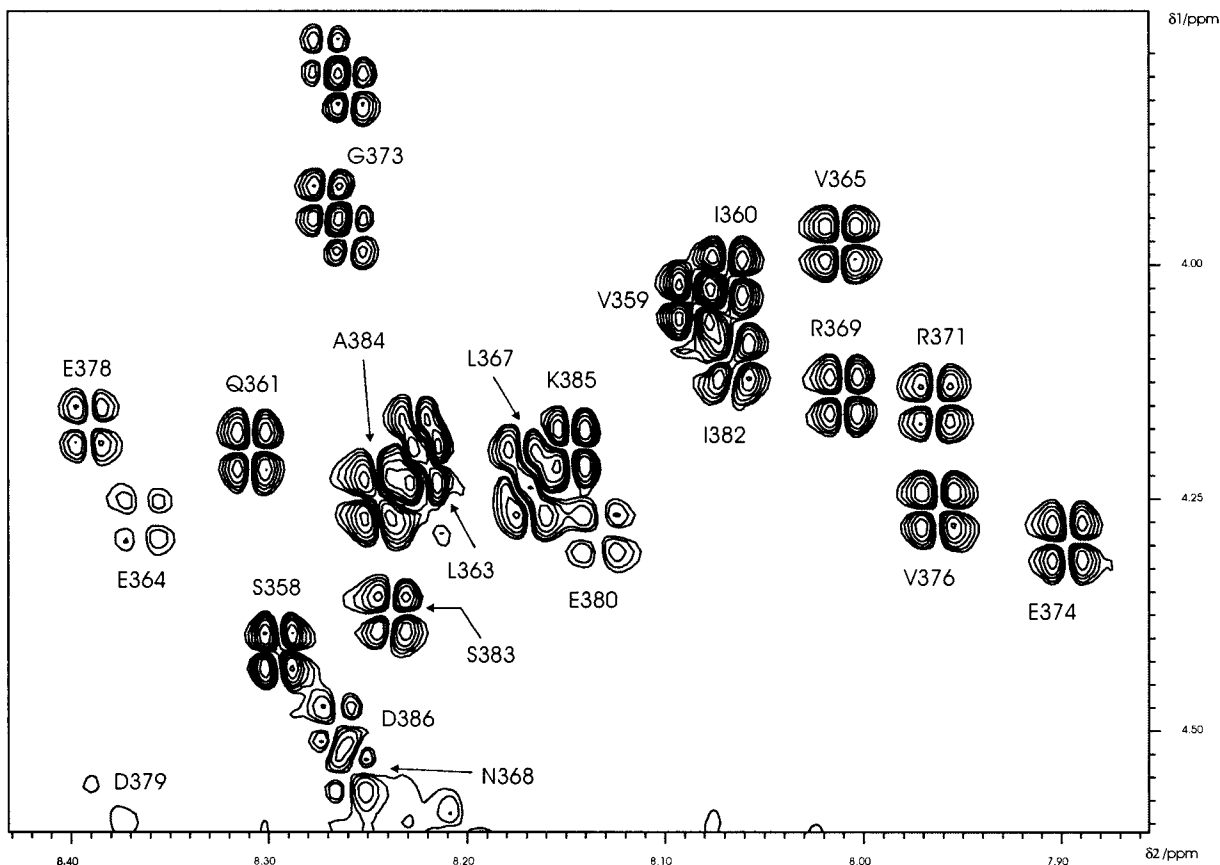 δ1/ppm
G373
V365
I360
4.00
V359
R369
R371
A384
L367
E378
Q361
K385
I382
4.25
L363
E364
S358
E380
V376
E374
S383
D386
4.50
N368
D379
8.40
8.30
8.20
8.10
8.00
7.90
δ2/ppm